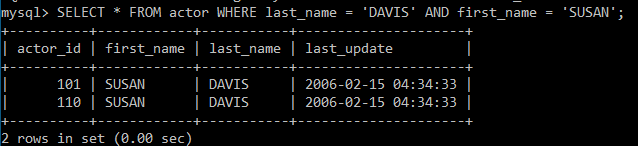 mysql> SELECT * FROM actor WHERE last_name = 'DAVIS' AND first_name = 'SUSAN';
+----------+------------+-----------+---------------------+
| actor_id | first_name | last_name | last_update         |
+----------+------------+-----------+---------------------+
|      101 | SUSAN      | DAVIS     | 2006-02-15 04:34:33 |
|      110 | SUSAN      | DAVIS     | 2006-02-15 04:34:33 |
+----------+------------+-----------+---------------------+
2 rows in set (0.00 sec)